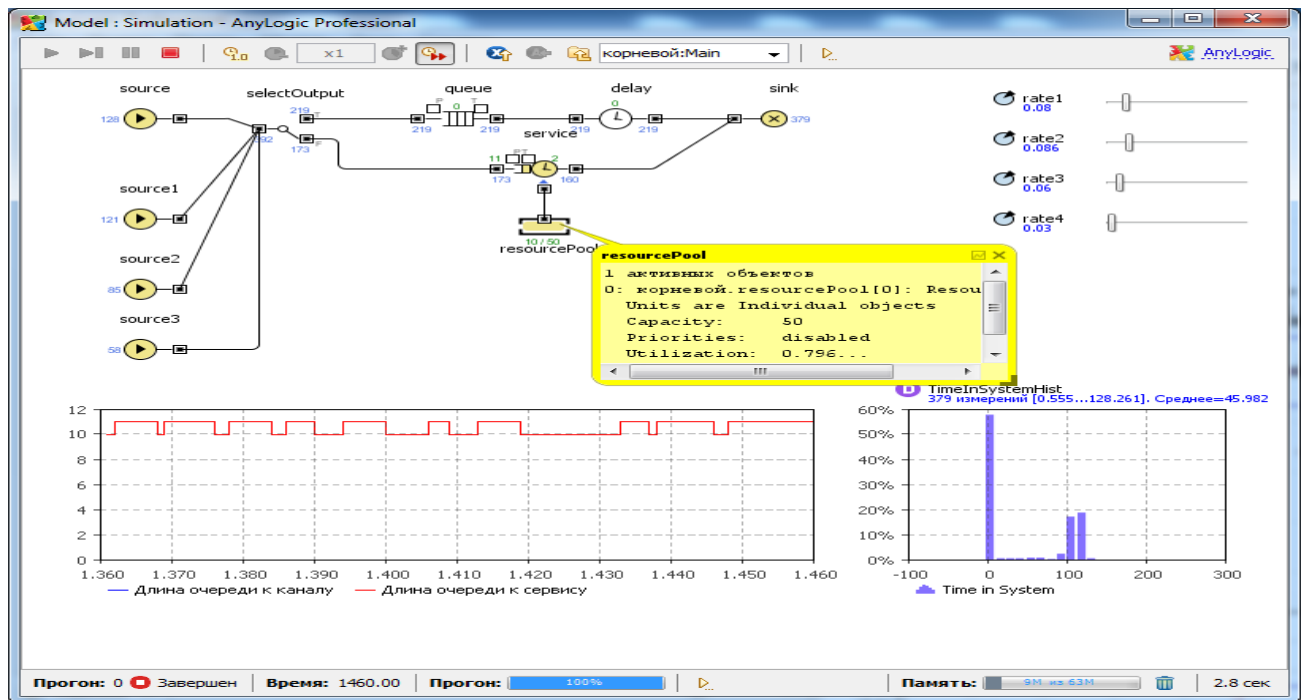 Model : Simulation - AnyLogic Professional
x1 корневой:Main AnyLogic
source selectOutput queue delay sink
rate1
0.08
rate2
0.086
rate3
0.06
rate4
0.03
128 219 T 219 0 219 219 0 219 379
392 173 F
service
11 2
173 160
source1
121
source2
85
source3
58
10 / 50
resourcePool
resourcePool
1 активных объектов
0: корневой.resourcePool[0]: Resou
Units are Individual objects
Capacity: 50
Priorities: disabled
Utilization: 0.796...
TimeInSystemHist
379 измерений [0.555...128.261]. Среднее=45.982
12
10
8
6
4
2
0
1.360 1.370 1.380 1.390 1.400 1.410 1.420 1.430 1.440 1.450 1.460
Длина очереди к каналу Длина очереди к сервису
60%
50%
40%
30%
20%
10%
0%
-100 0 100 200 300
Time in System
Прогон: 0 Завершен Время: 1460.00 Прогон: 100% Память: 9M из 63M 2.8 сек